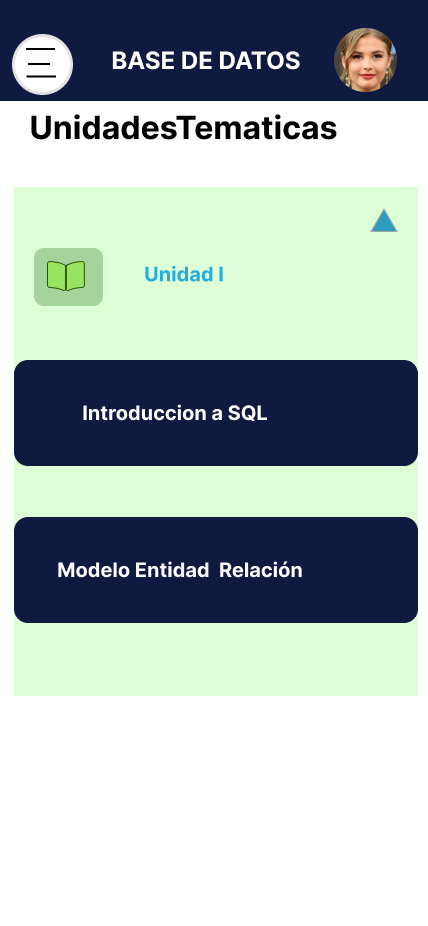 BASE DE DATOS
UnidadesTematicas
Unidad I
Introduccion a SQL
Modelo Entidad  Relación